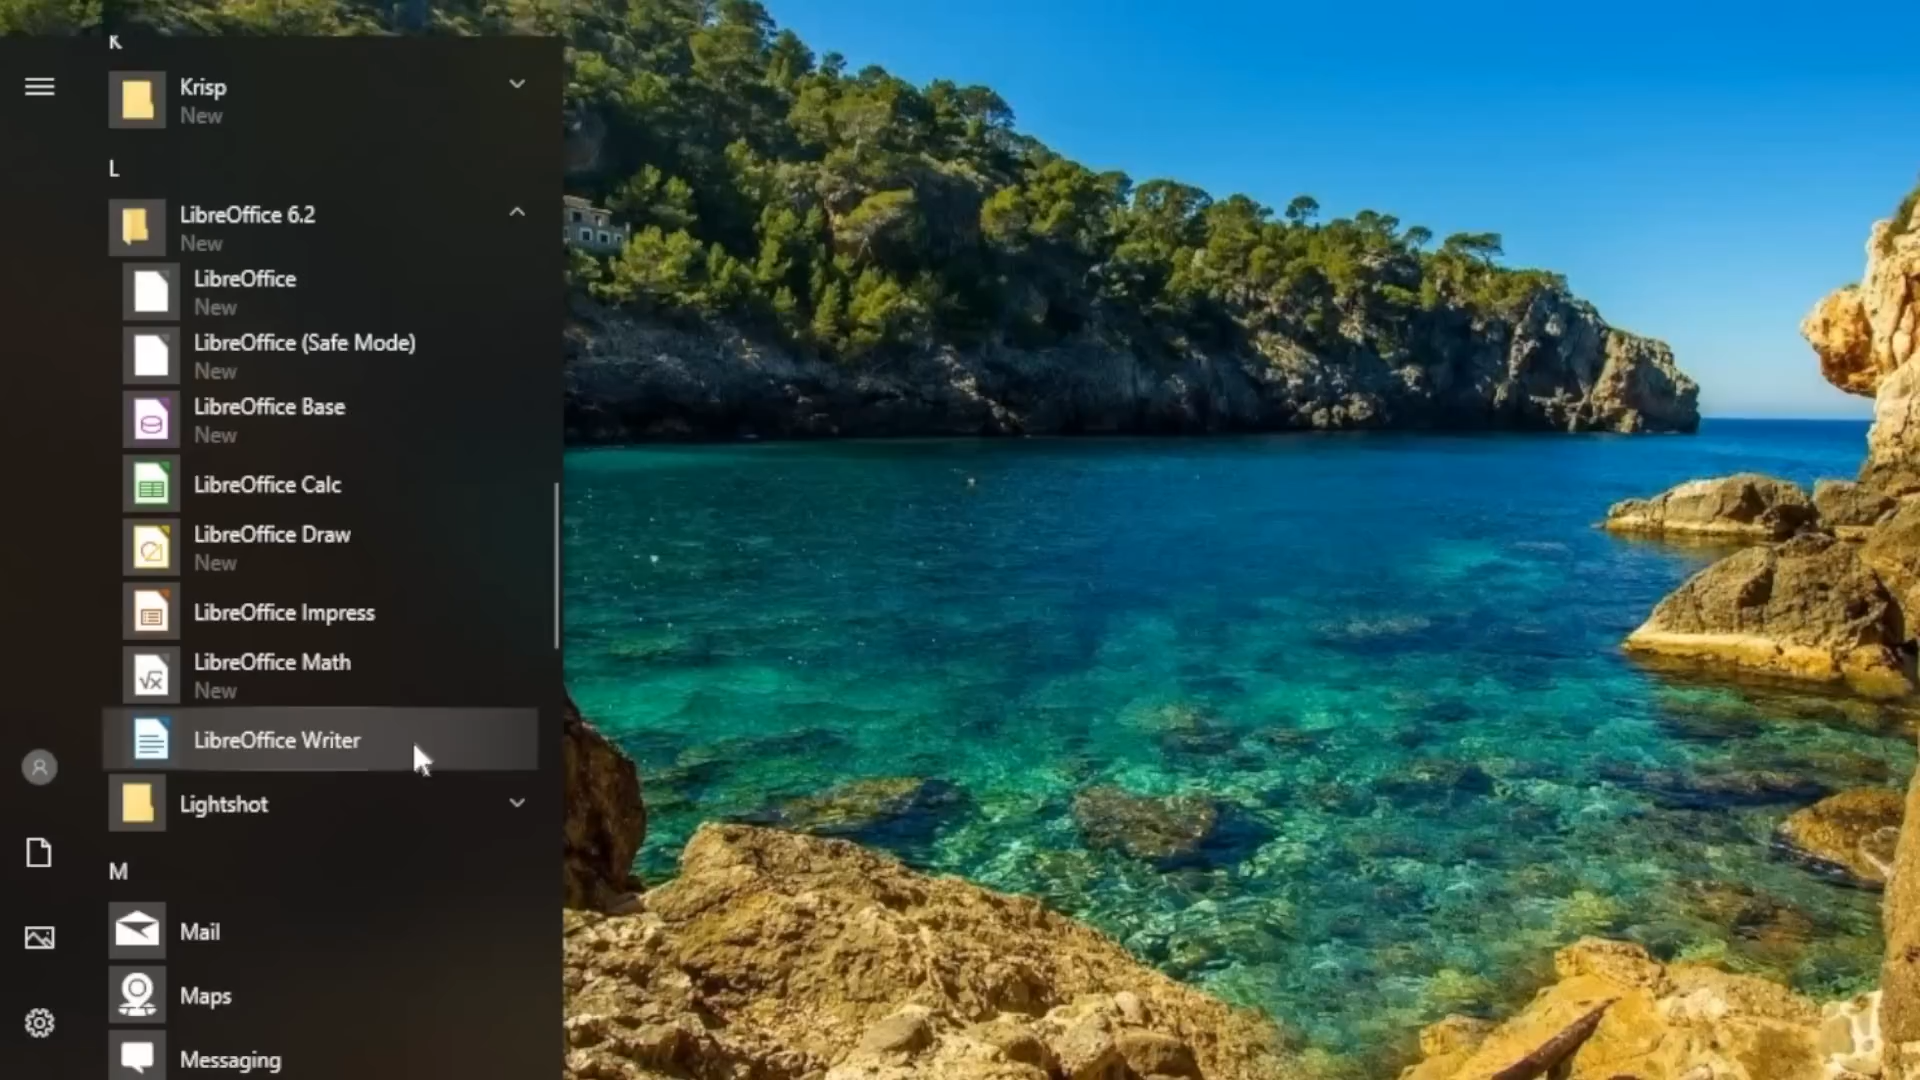 K
Krisp
New
L
LibreOffice 6.2
New
LibreOffice
New
LibreOffice (Safe Mode)
New
LibreOffice Base
New
LibreOffice Calc
LibreOffice Draw
New
LibreOffice Impress
LibreOffice Math
New
LibreOffice Writer
Lightshot
M
Mail
Maps
Messaging